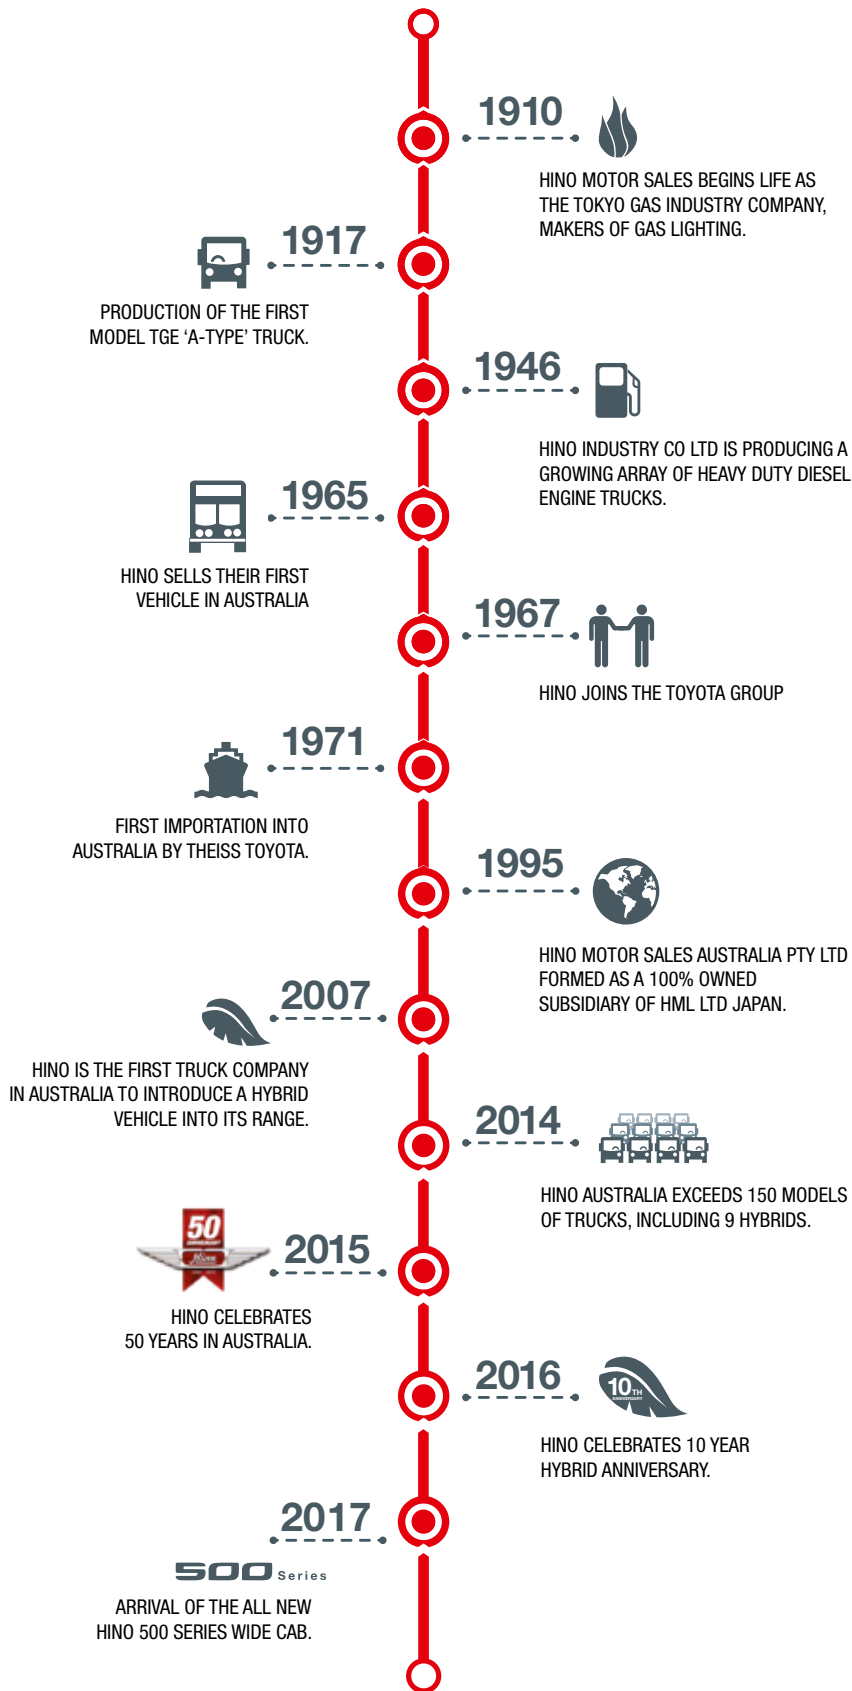 1910
HINO MOTOR SALES BEGINS LIFE AS
THE TOKYO GAS INDUSTRY COMPANY,
MAKERS OF GAS LIGHTING.
1917
PRODUCTION OF THE FIRST
MODEL TGE ‘A-TYPE’ TRUCK.
1946
HINO INDUSTRY CO LTD IS PRODUCING A
GROWING ARRAY OF HEAVY DUTY DIESEL
ENGINE TRUCKS.
1965
HINO SELLS THEIR FIRST
VEHICLE IN AUSTRALIA
1967
HINO JOINS THE TOYOTA GROUP
1971
FIRST IMPORTATION INTO
AUSTRALIA BY THEISS TOYOTA.
1995
HINO MOTOR SALES AUSTRALIA PTY LTD
FORMED AS A 100% OWNED
SUBSIDIARY OF HML LTD JAPAN.
2007
HINO IS THE FIRST TRUCK COMPANY
IN AUSTRALIA TO INTRODUCE A HYBRID
VEHICLE INTO ITS RANGE.
2014
HINO AUSTRALIA EXCEEDS 150 MODELS
OF TRUCKS, INCLUDING 9 HYBRIDS.
50
2015
HINO CELEBRATES
50 YEARS IN AUSTRALIA.
2016
10TH
ANNIVERSARY
HINO CELEBRATES 10 YEAR
HYBRID ANNIVERSARY.
2017
500 Series
ARRIVAL OF THE ALL NEW
HINO 500 SERIES WIDE CAB.